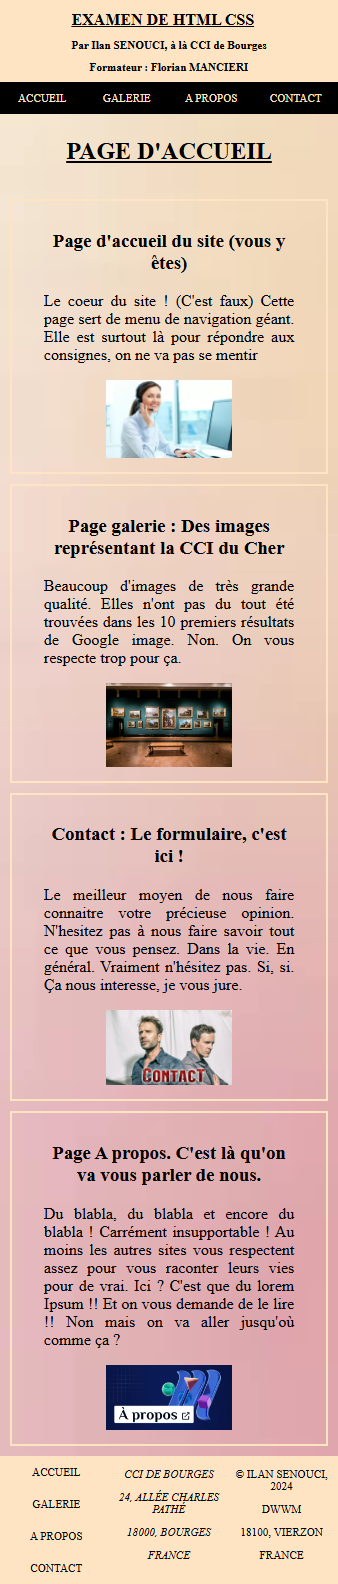 EXAMEN DE HTML CSS
Par Ilan SENOUCI, à là CCI de Bourges
Formateur : Florian MANCIERI
ACCUEIL GALERIE A PROPOS CONTACT
PAGE D'ACCUEIL
Page d'accueil du site (vous y
êtes)
Le coeur du site ! (C'est faux) Cette
page sert de menu de navigation géant.
Elle est surtout là pour répondre aux
consignes, on ne va pas se mentir
Page galerie : Des images
représentant la CCI du Cher
Beaucoup d'images de très grande
qualité. Elles n'ont pas du tout été
trouvées dans les 10 premiers résultats
de Google image. Non. On vous
respecte trop pour ça.
Contact : Le formulaire, c'est
ici !
Le meilleur moyen de nous faire
connaitre votre précieuse opinion.
N'hesitez pas à nous faire savoir tout
ce que vous pensez. Dans la vie. En
général. Vraiment n'hésitez pas. Si, si.
Ça nous interesse, je vous jure.
CONTACT
Page A propos. C'est là qu'on
va vous parler de nous.
Du blabla, du blabla et encore du
blabla ! Carrément insupportable ! Au
moins les autres sites vous respectent
assez pour vous raconter leurs vies
pour de vrai. Ici ? C'est que du lorem
Ipsum !! Et on vous demande de le lire
!! Non mais on va aller jusqu'où
comme ça ?
À propos
ACCUEIL
GALERIE
A PROPOS
CONTACT
CCI DE BOURGES
24, ALLÉE CHARLES
PATHÉ
18000, BOURGES
FRANCE
© ILAN SENOUCI,
2024
DWWM
18100, VIERZON
FRANCE